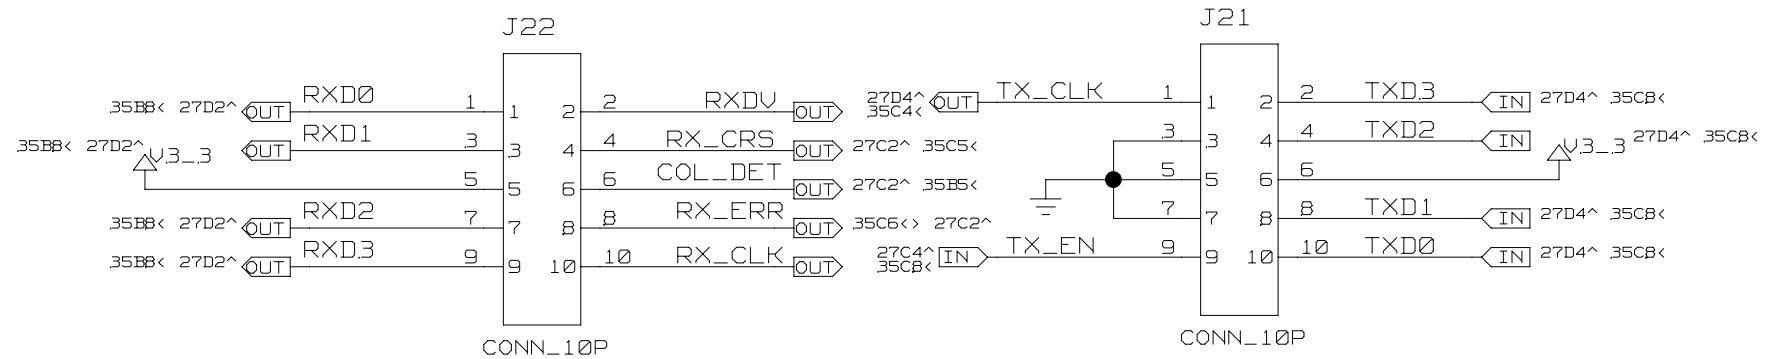 J22
35B8< 27D2^ OUT RXD0 1 1
35B8< 27D2^ OUT RXD1 3 3
V3_3 5 5
35B8< 27D2^ OUT RXD2 7 7
35B8< 27D2^ OUT RXD3 9 9
2 2 RXDV OUT
4 4 RX_CRS OUT 27C2^ 35C5<
6 6 COL_DET OUT 27C2^ 35B5<
8 8 RX_ERR OUT 35C6<> 27C2^
10 10 RX_CLK OUT
CONN_10P
J21
27D4^ 35C4< OUT TX_CLK 1 1
3 3
5 5
7 7
27C4^ 35C8< IN TX_EN 9 9
2 2 TXD3 IN 27D4^ 35C8<
4 4 TXD2 IN 27D4^ 35C8<
6 6 V3_3
8 8 TXD1 IN 27D4^ 35C8<
10 10 TXD0 IN 27D4^ 35C8<
CONN_10P